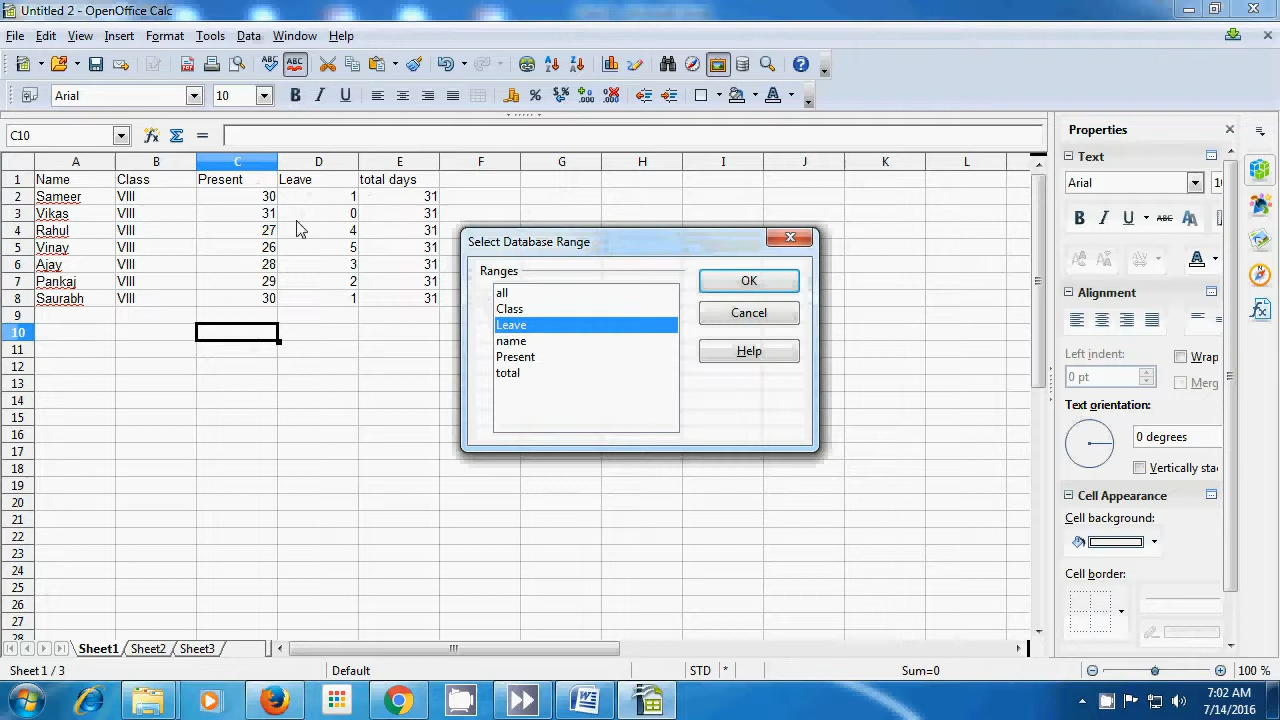 Untitled 2 - OpenOffice Calc
File Edit View Insert Format Tools Data Window Help
Arial 10
C10
Properties
Text
Arial 1
Alignment
Left indent: Wrap
0 pt Merg
Text orientation:
0 degrees
Vertically sta
Cell Appearance
Cell background:
Cell border:
A B C D E F G H I J K L
1 Name Class Present Leave total days
2 Sameer VIII 30 1 31
3 Vikas VIII 31 0 31
4 Rahul VIII 27 4 31
5 Vinay VIII 26 5 31
6 Ajay VIII 28 3 31
7 Pankaj VIII 29 2 31
8 Saurabh VIII 30 1 31
9
10
11
12
13
14
15
16
17
18
19
20
21
22
23
24
25
26
27
28
Select Database Range
Ranges
all
Class
Leave
name
Present
total
OK
Cancel
Help
Sheet1 Sheet2 Sheet3
Sheet 1 / 3 Default STD * Sum=0 100 %
7:02 AM
7/14/2016